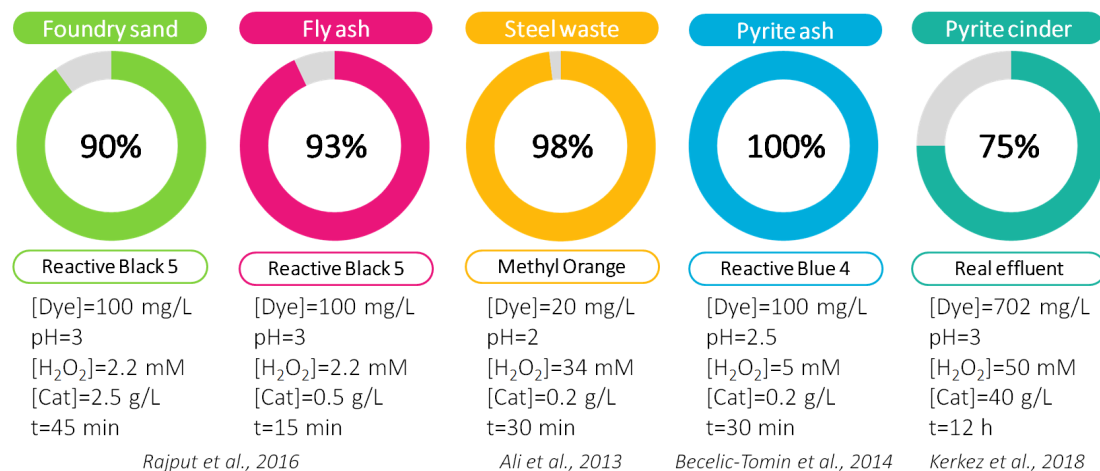 Foundry sand
90%
Reactive Black 5
[Dye]=100 mg/L
pH=3
[H₂O₂]=2.2 mM
[Cat]=2.5 g/L
t=45 min
Fly ash
93%
Reactive Black 5
[Dye]=100 mg/L
pH=3
[H₂O₂]=2.2 mM
[Cat]=0.5 g/L
t=15 min
Rajput et al., 2016
Steel waste
98%
Methyl Orange
[Dye]=20 mg/L
pH=2
[H₂O₂]=34 mM
[Cat]=0.2 g/L
t=30 min
Ali et al., 2013
Pyrite ash
100%
Reactive Blue 4
[Dye]=100 mg/L
pH=2.5
[H₂O₂]=5 mM
[Cat]=0.2 g/L
t=30 min
Becelic-Tomin et al., 2014
Pyrite cinder
75%
Real effluent
[Dye]=702 mg/L
pH=3
[H₂O₂]=50 mM
[Cat]=40 g/L
t=12 h
Kerkez et al., 2018